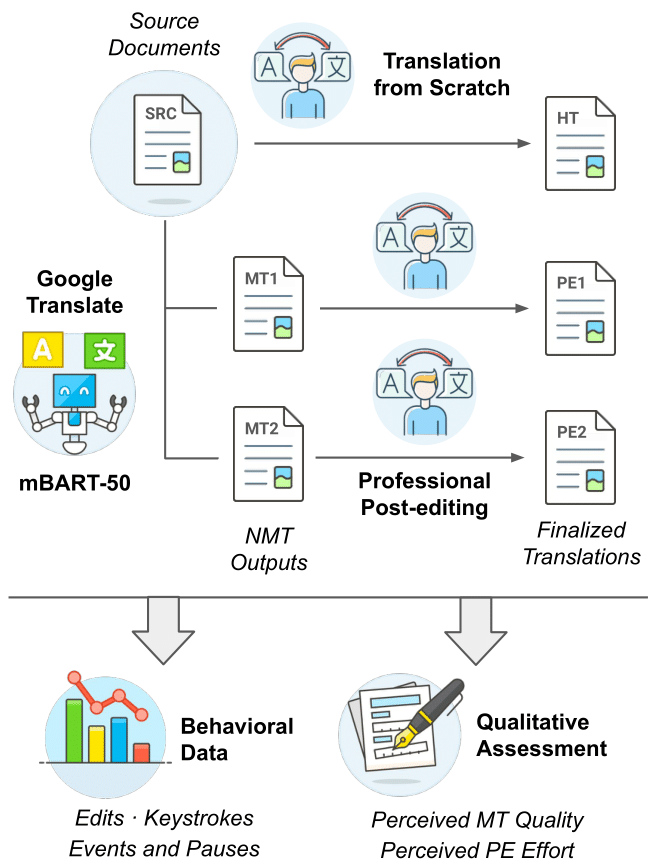 Source
Documents
A 文
Translation
from Scratch
SRC
HT
Google
Translate
A 文
mBART-50
MT1
A 文
PE1
MT2
A 文
PE2
Professional
Post-editing
NMT
Outputs
Finalized
Translations
Behavioral
Data
Edits · Keystrokes
Events and Pauses
Qualitative
Assessment
Perceived MT Quality
Perceived PE Effort